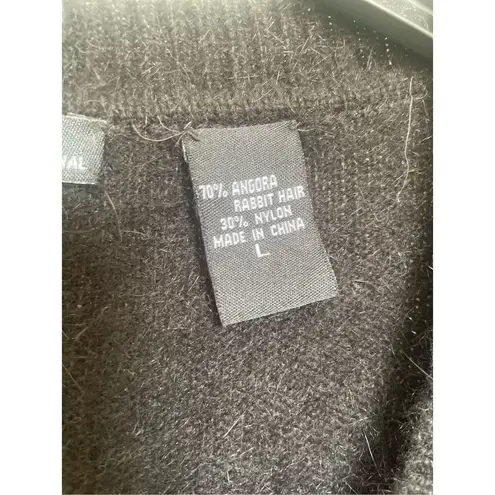 70% ANGORA
RABBIT HAIR
30% NYLON
MADE IN CHINA
L